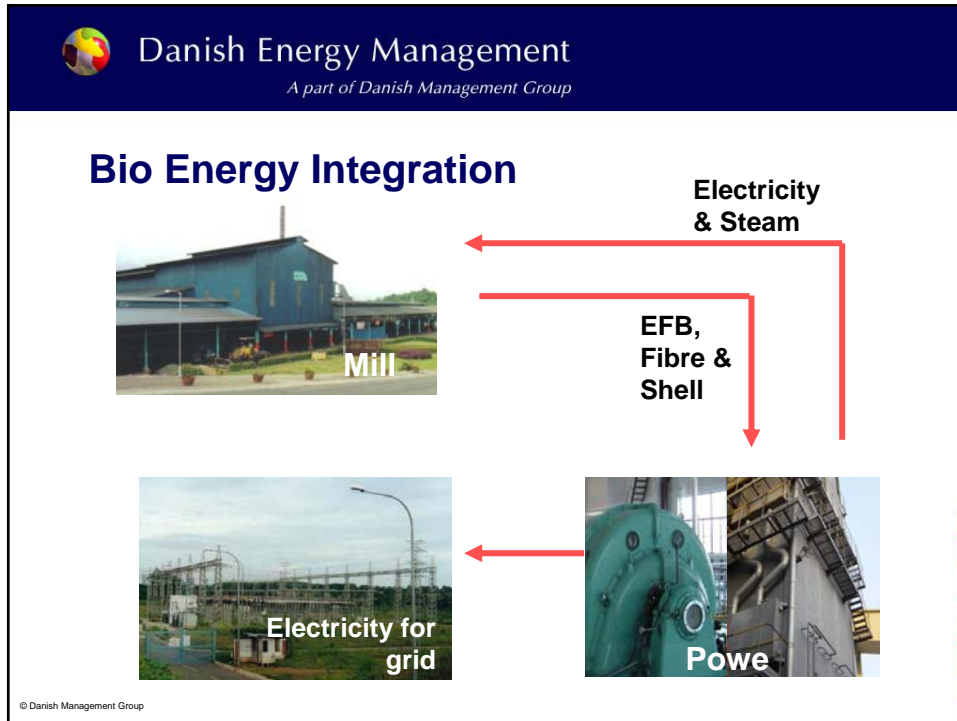 Danish Energy Management
A part of Danish Management Group
Bio Energy Integration
Electricity
& Steam
Mill
EFB,
Fibre &
Shell
Electricity for
grid
Powe
© Danish Management Group